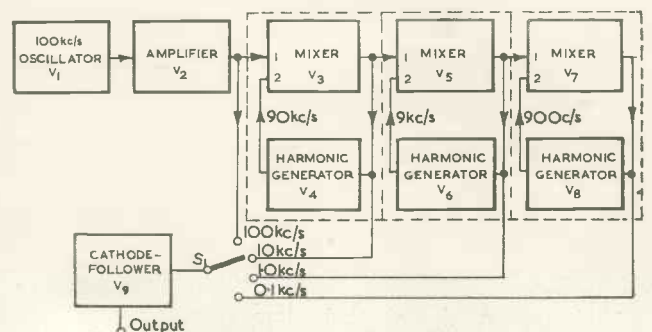 100kc/s
OSCILLATOR
V1
AMPLIFIER
V2
1
2
MIXER
V3
1
2
MIXER
V5
1
2
MIXER
V7
90kc/s
9kc/s
900c/s
HARMONIC
GENERATOR
V4
HARMONIC
GENERATOR
V6
HARMONIC
GENERATOR
V8
100kc/s
10kc/s
1·0kc/s
0·1kc/s
S1
CATHODE-
FOLLOWER
V9
Output